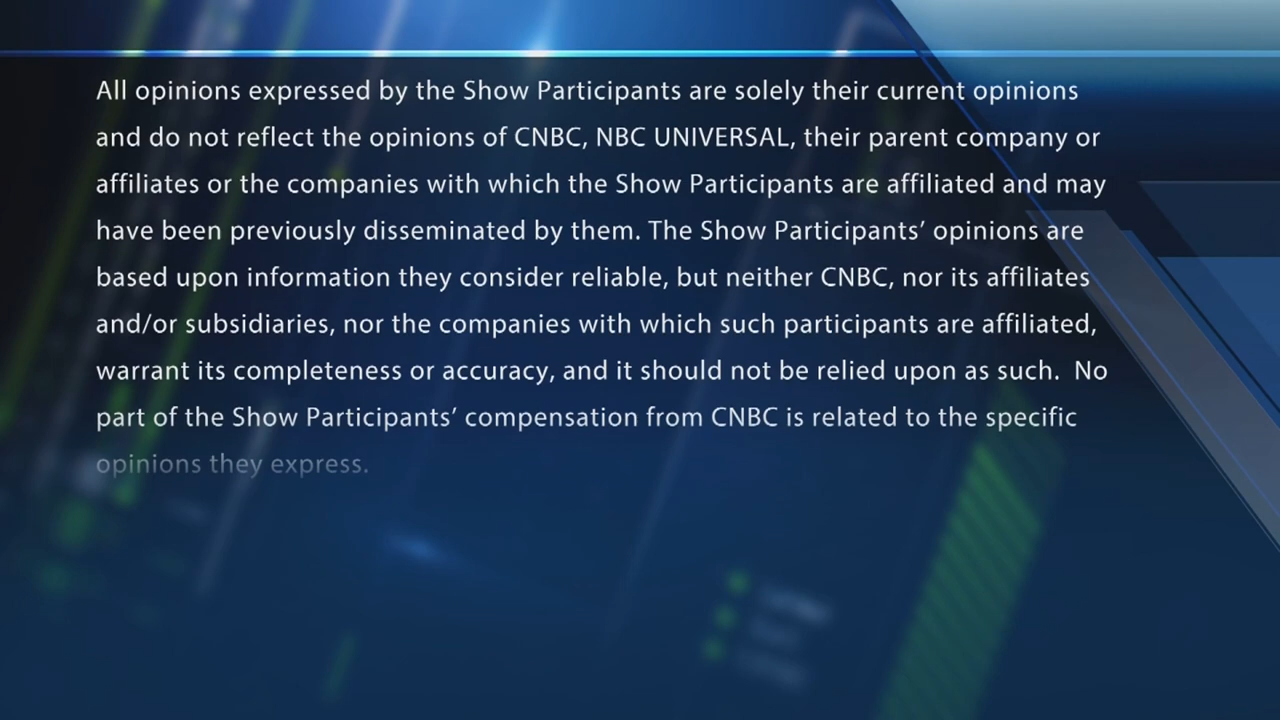 All opinions expressed by the Show Participants are solely their current opinions
and do not reflect the opinions of CNBC, NBC UNIVERSAL, their parent company or
affiliates or the companies with which the Show Participants are affiliated and may
have been previously disseminated by them. The Show Participants’ opinions are
based upon information they consider reliable, but neither CNBC, nor its affiliates
and/or subsidiaries, nor the companies with which such participants are affiliated,
warrant its completeness or accuracy, and it should not be relied upon as such.  No
part of the Show Participants’ compensation from CNBC is related to the specific
opinions they express.